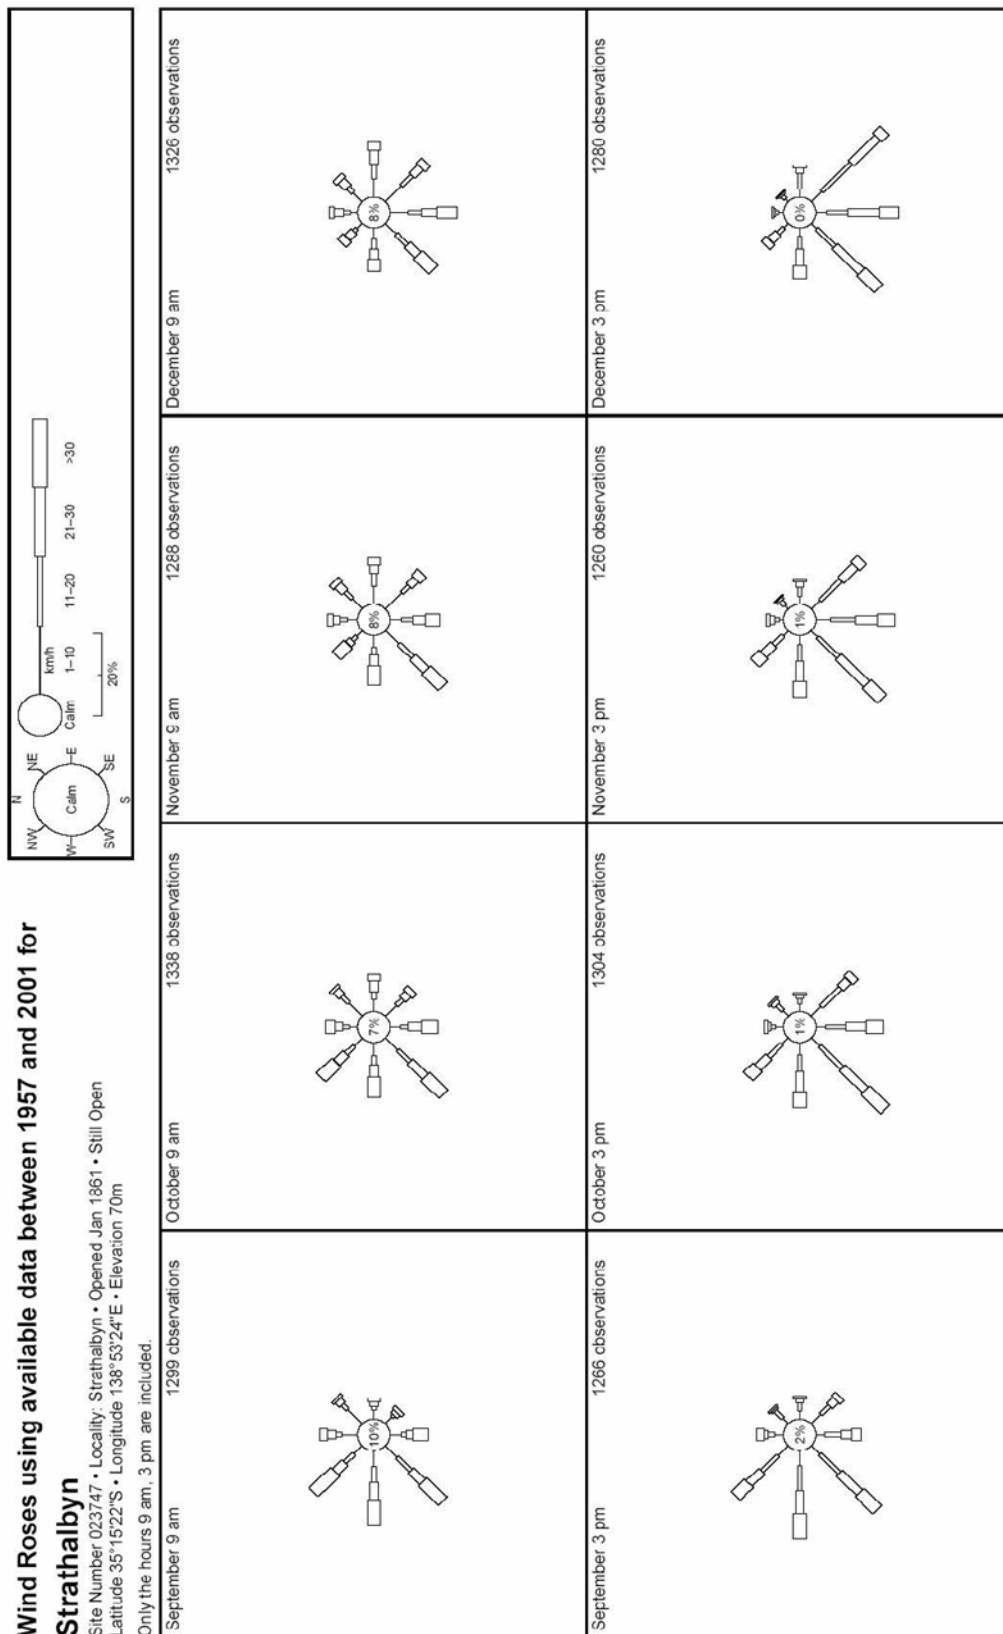 Wind Roses using available data between 1957 and 2001 for
Strathalbyn
Site Number 023747 • Locality: Strathalbyn • Opened Jan 1861 • Still Open
Latitude 35°15'22"S • Longitude 138°53'24"E • Elevation 70m
Only the hours 9 am, 3 pm are included.
N
NW NE
W Calm E
SW SE
S
km/h
Calm 1-10 11-20 21-30 >30
20%
September 9 am 1299 observations
10%
October 9 am 1338 observations
7%
November 9 am 1288 observations
8%
December 9 am 1326 observations
8%
September 3 pm 1266 observations
2%
October 3 pm 1304 observations
1%
November 3 pm 1260 observations
1%
December 3 pm 1280 observations
0%